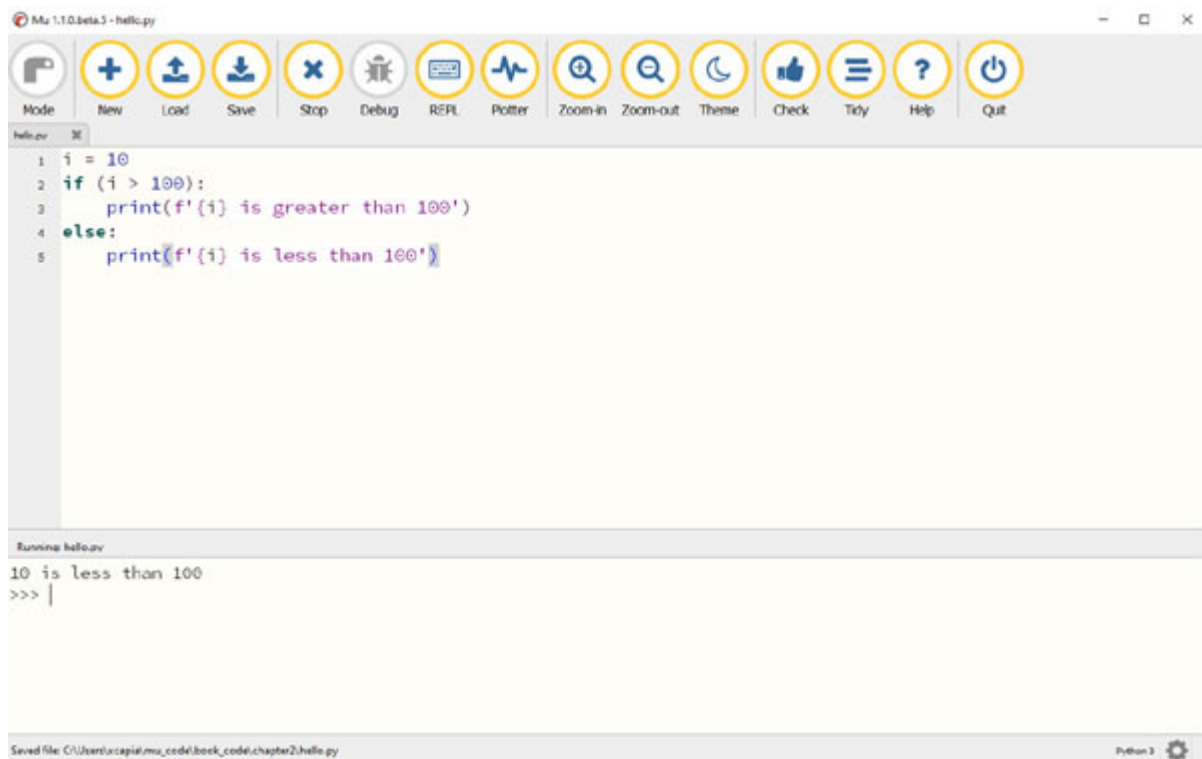 Mu 1.1.0.beta.5 - hello.py
Mode New Load Save Stop Debug REPL Plotter Zoom-in Zoom-out Theme Check Tidy Help Quit
hello.py
1 i = 10
2 if (i > 100):
3 print(f'{i} is greater than 100')
4 else:
5 print(f'{i} is less than 100')
Running: hello.py
10 is less than 100
>>>
Saved file: C:\Users\xcapia\mu_code\book_code\chapter2\hello.py Python 3